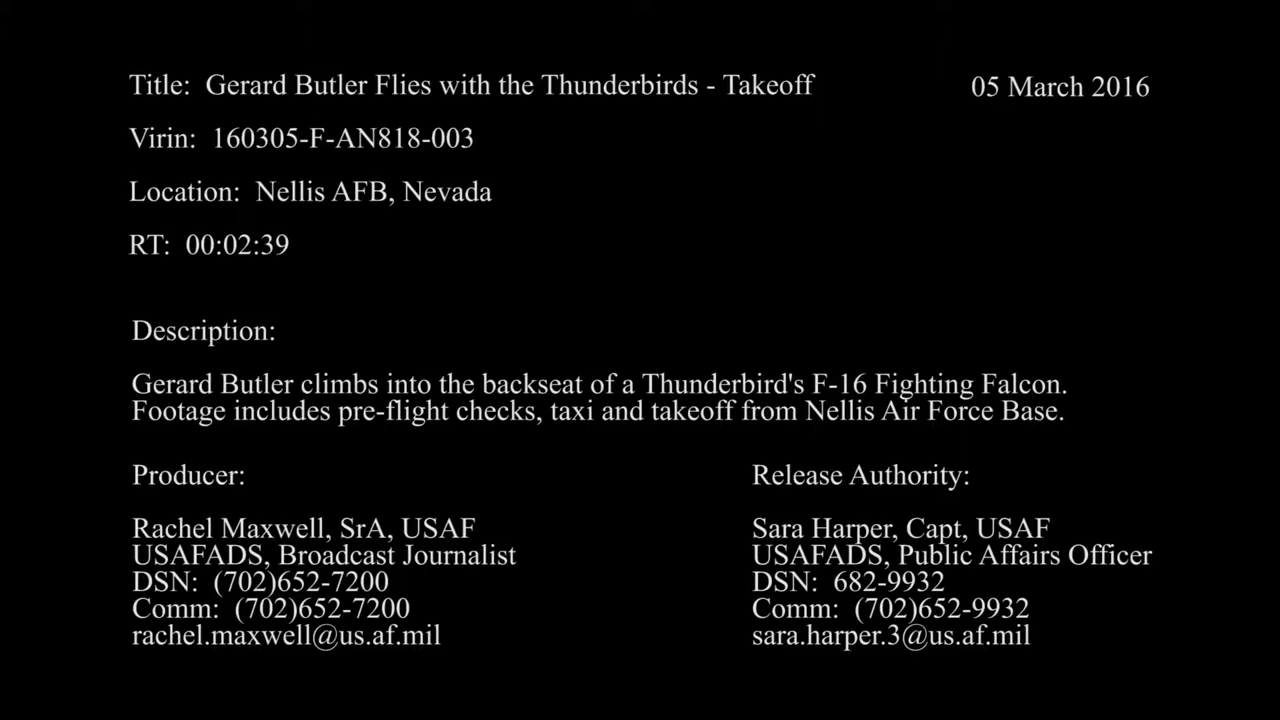 Title: Gerard Butler Flies with the Thunderbirds - Takeoff
05 March 2016
Virin: 160305-F-AN818-003
Location: Nellis AFB, Nevada
RT: 00:02:39
Description:
Gerard Butler climbs into the backseat of a Thunderbird's F-16 Fighting Falcon.
Footage includes pre-flight checks, taxi and takeoff from Nellis Air Force Base.
Producer:
Rachel Maxwell, SrA, USAF
USAFADS, Broadcast Journalist
DSN: (702)652-7200
Comm: (702)652-7200
rachel.maxwell@us.af.mil
Release Authority:
Sara Harper, Capt, USAF
USAFADS, Public Affairs Officer
DSN: 682-9932
Comm: (702)652-9932
sara.harper.3@us.af.mil